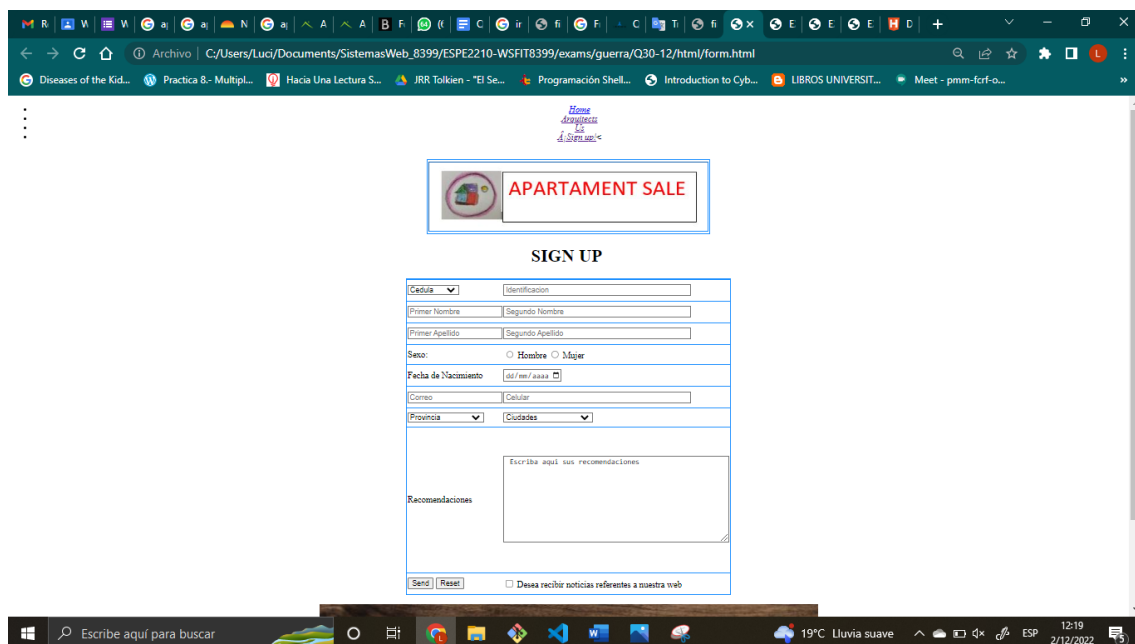 M R W W G a G a N G a A A B F (( C G ir fi G F C T fi × E E E D +
Archivo C:/Users/Luci/Documents/SistemasWeb_8399/ESPE2210-WSFIT8399/exams/guerra/Q30-12/html/form.html L
Diseases of the Kid... Practica 8.- Multipl... Hacia Una Lectura S... JRR Tolkien - "El Se... Programación Shell... Introduction to Cyb... LIBROS UNIVERSIT... Meet - pmm-fcrf-o... »
Home
Arquitects
Us
Sign up!<
APARTAMENT SALE
SIGN UP
Cedula Identificacion
Primer Nombre Segundo Nombre
Primer Apellido Segundo Apellido
Sexo: Hombre Mujer
Fecha de Nacimiento dd/mm/aaaa
Correo Celular
Provincia Ciudades
Escriba aqui sus recomendaciones
Recomendaciones
Send Reset Desea recibir noticias referentes a nuestra web
Escribe aquí para buscar 19°C Lluvia suave ESP 12:19
2/12/2022